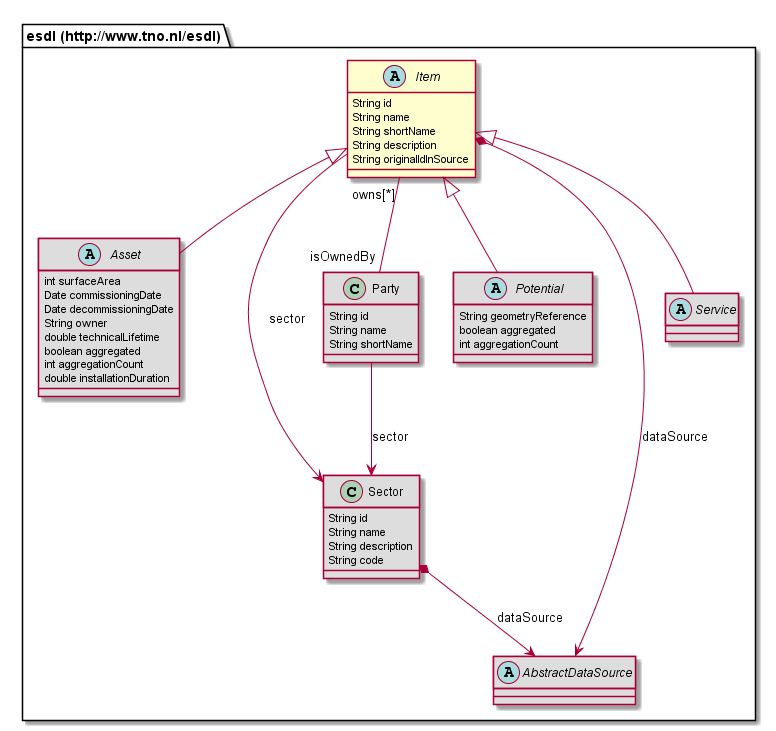 esdl (http://www.tno.nl/esdl)
A Item
String id
String name
String shortName
String description
String originalIdInSource
owns[*]
isOwnedBy
A Asset
int surfaceArea
Date commissioningDate
Date decommissioningDate
String owner
double technicalLifetime
boolean aggregated
int aggregationCount
double installationDuration
sector
C Party
String id
String name
String shortName
A Potential
String geometryReference
boolean aggregated
int aggregationCount
A Service
sector
dataSource
C Sector
String id
String name
String description
String code
dataSource
A AbstractDataSource